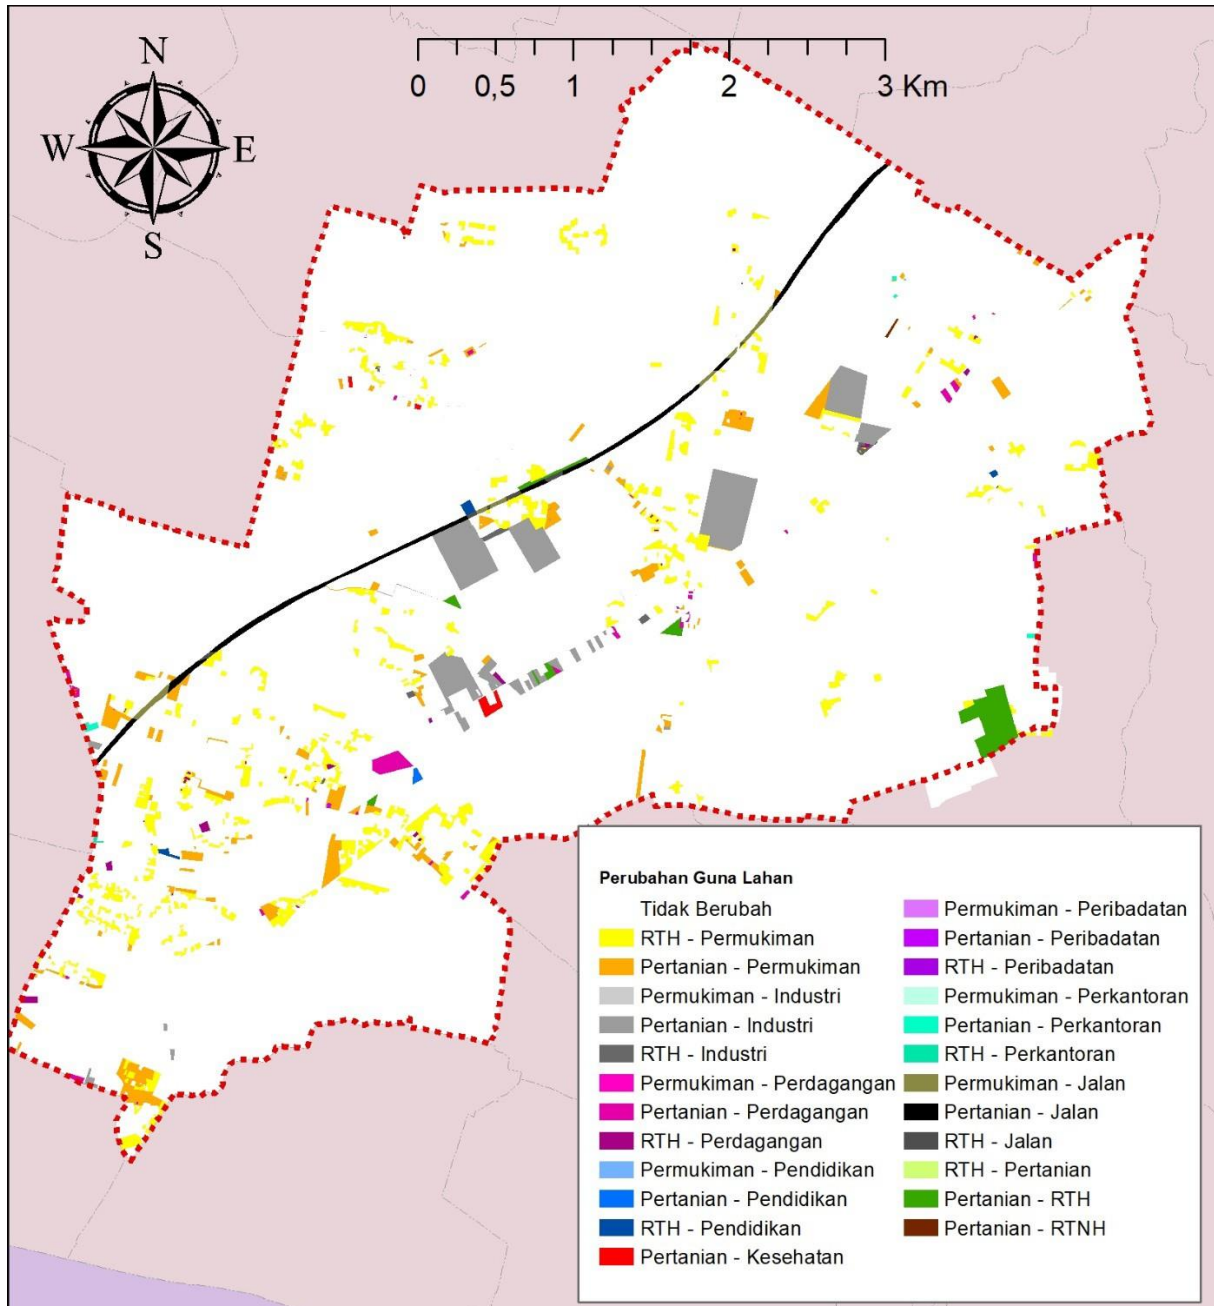 N
W E
S
0 0,5 1 2 3 Km
Perubahan Guna Lahan
Tidak Berubah
RTH - Permukiman
Pertanian - Permukiman
Permukiman - Industri
Pertanian - Industri
RTH - Industri
Permukiman - Perdagangan
Pertanian - Perdagangan
RTH - Perdagangan
Permukiman - Pendidikan
Pertanian - Pendidikan
RTH - Pendidikan
Pertanian - Kesehatan
Permukiman - Peribadatan
Pertanian - Peribadatan
RTH - Peribadatan
Permukiman - Perkantoran
Pertanian - Perkantoran
RTH - Perkantoran
Permukiman - Jalan
Pertanian - Jalan
RTH - Jalan
RTH - Pertanian
Pertanian - RTH
Pertanian - RTNH